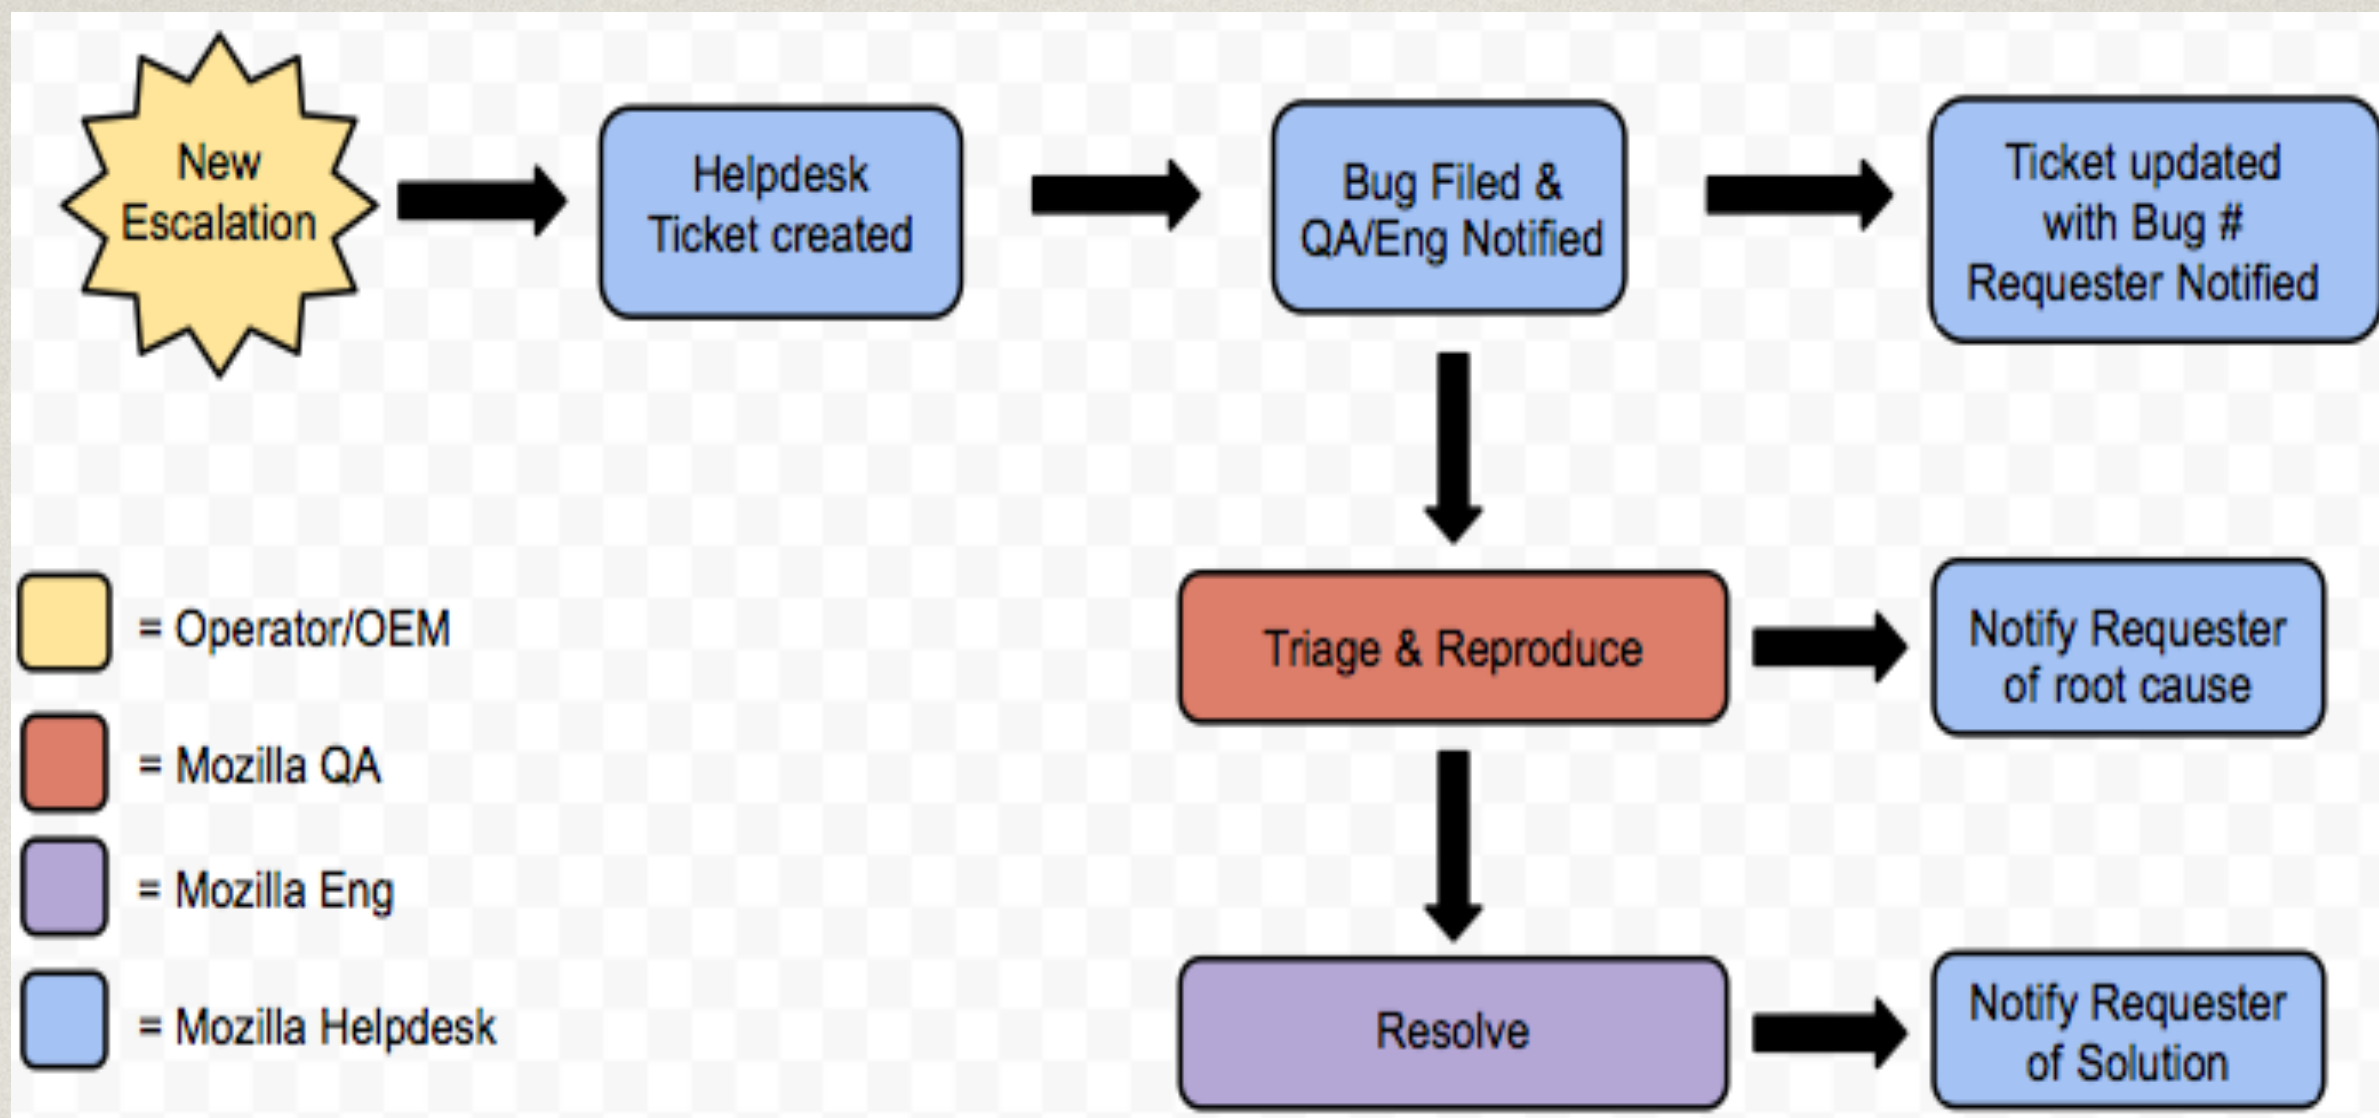 New
Escalation
Helpdesk
Ticket created
Bug Filed &
QA/Eng Notified
Ticket updated
with Bug #
Requester Notified
Triage & Reproduce
Notify Requester
of root cause
Resolve
Notify Requester
of Solution
= Operator/OEM
= Mozilla QA
= Mozilla Eng
= Mozilla Helpdesk